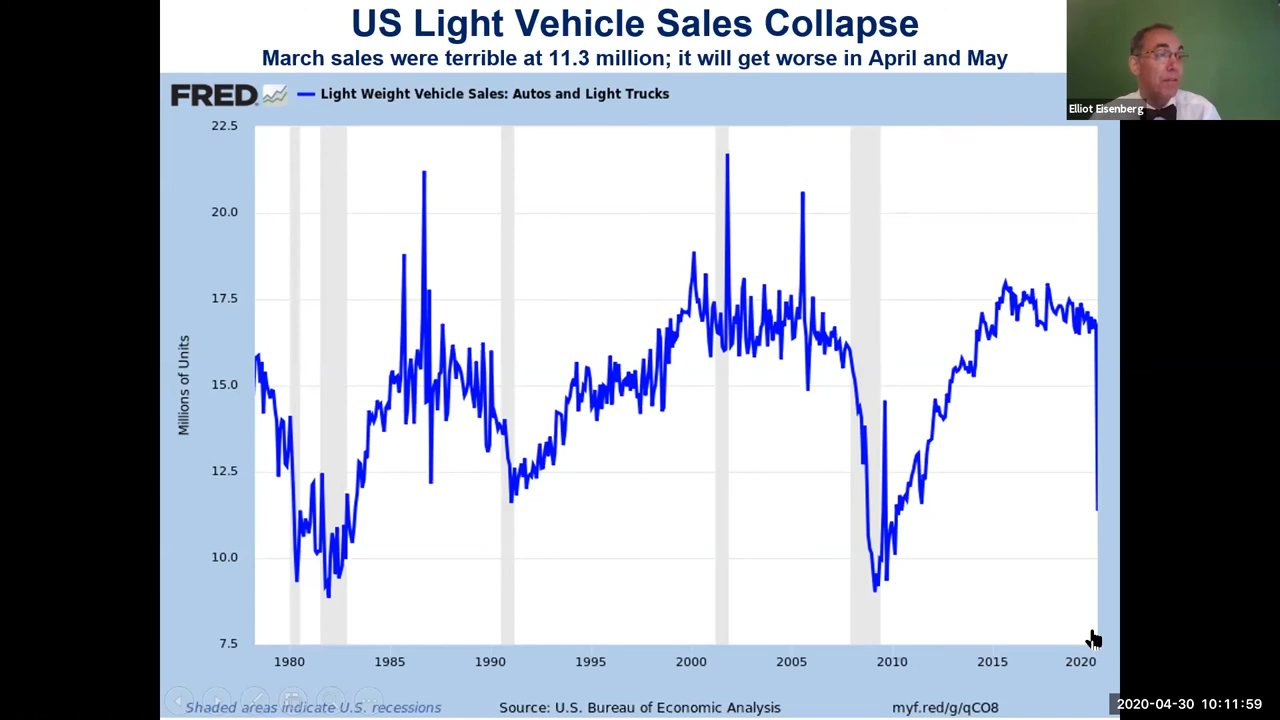 US Light Vehicle Sales Collapse
March sales were terrible at 11.3 million; it will get worse in April and May
Elliot Eisenberg
FRED
Light Weight Vehicle Sales: Autos and Light Trucks
22.5
20.0
17.5
15.0
12.5
10.0
7.5
Millions of Units
1980 1985 1990 1995 2000 2005 2010 2015 2020
Shaded areas indicate U.S. recessions
Source: U.S. Bureau of Economic Analysis
myf.red/g/qCO8
2020-04-30 10:11:59